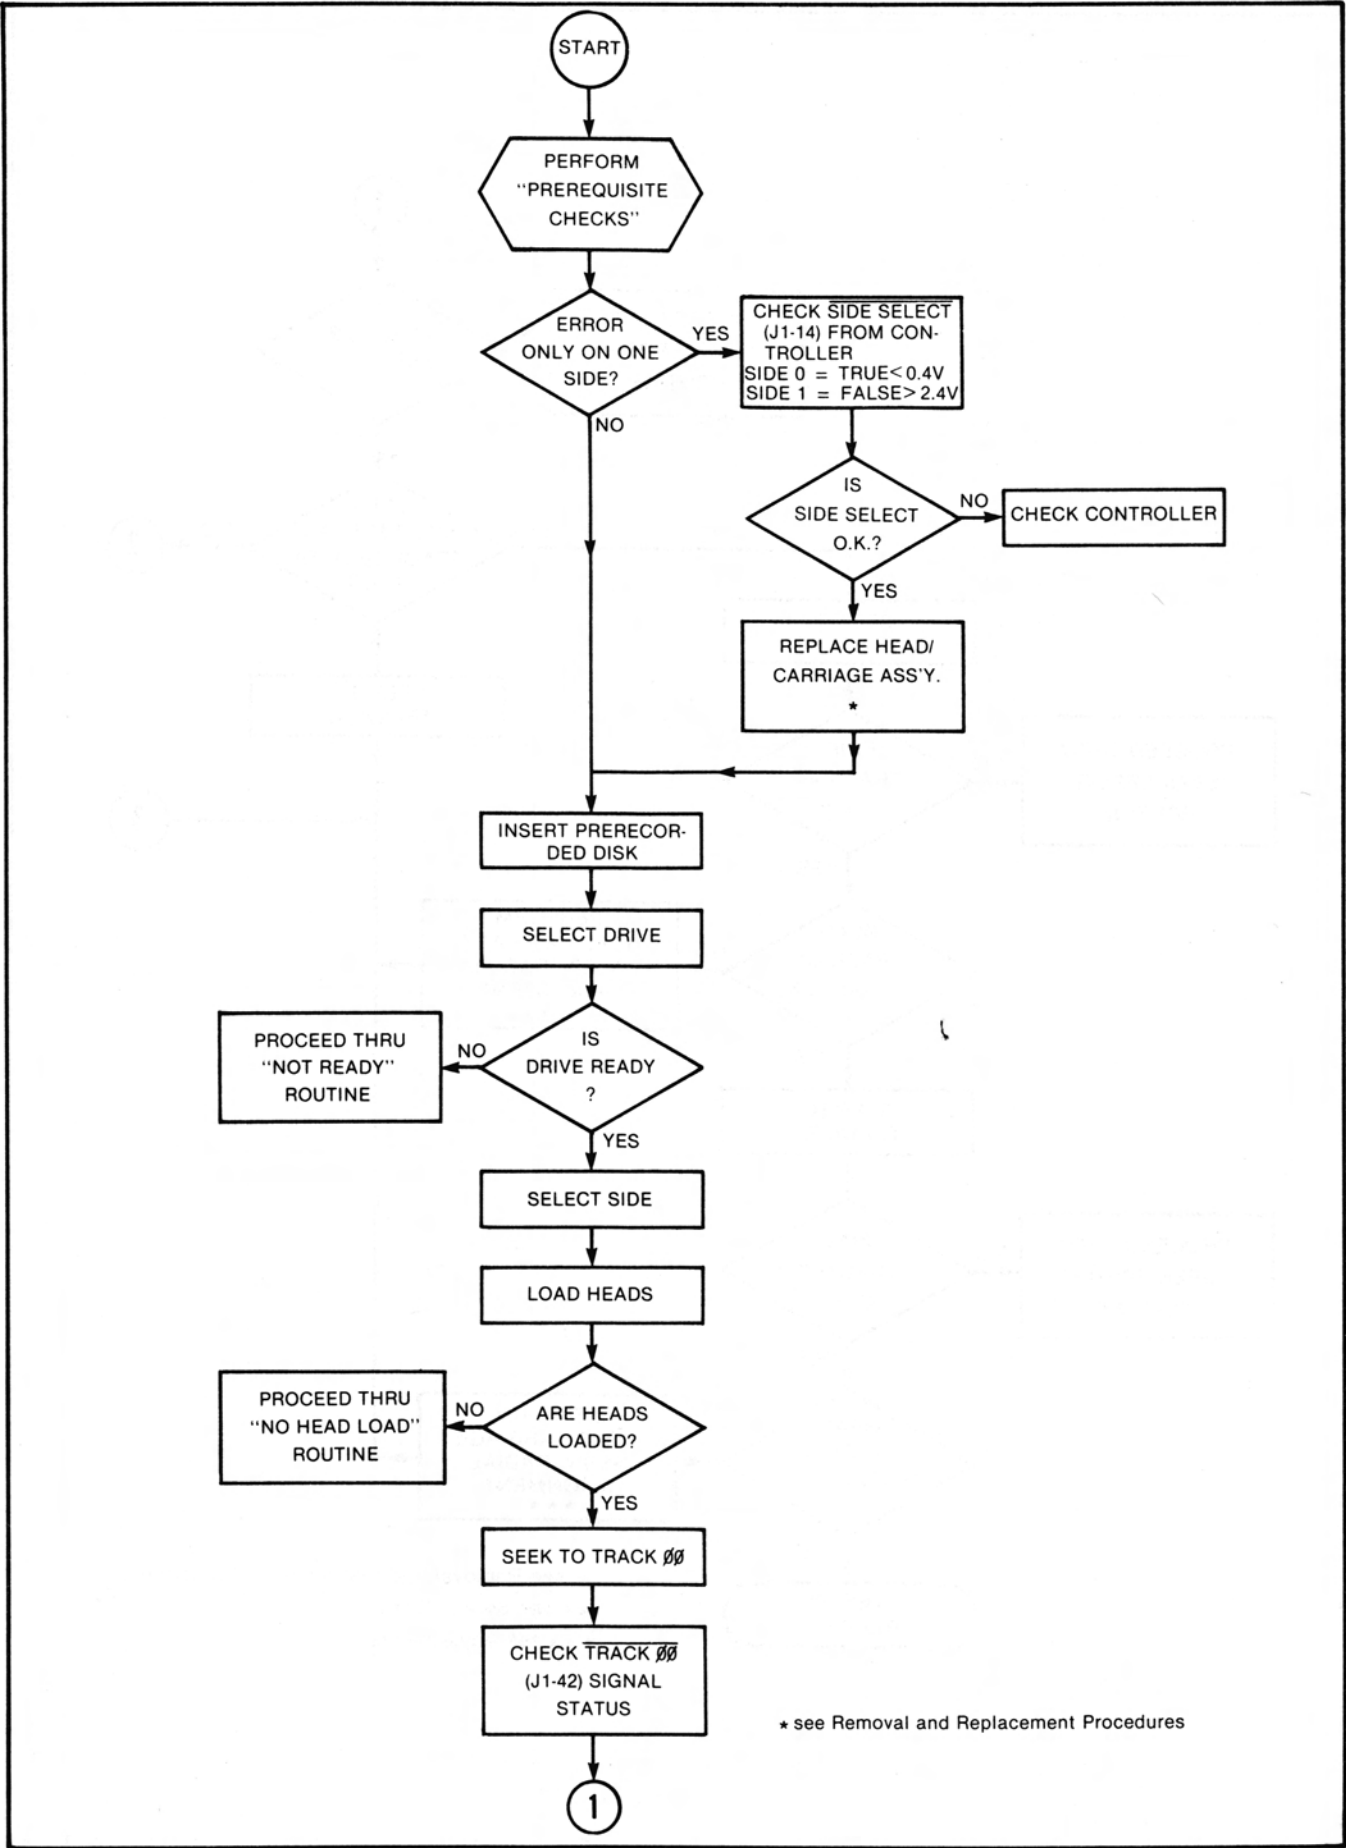 START
PERFORM
"PREREQUISITE
CHECKS"
ERROR
ONLY ON ONE
SIDE?
YES
NO
CHECK SIDE SELECT
(J1-14) FROM CON-
TROLLER
SIDE 0 = TRUE<0.4V
SIDE 1 = FALSE>2.4V
IS
SIDE SELECT
O.K.?
NO
CHECK CONTROLLER
YES
REPLACE HEAD/
CARRIAGE ASS'Y.
*
INSERT PRERECOR-
DED DISK
SELECT DRIVE
IS
DRIVE READY
?
NO
PROCEED THRU
"NOT READY"
ROUTINE
YES
SELECT SIDE
LOAD HEADS
ARE HEADS
LOADED?
NO
PROCEED THRU
"NO HEAD LOAD"
ROUTINE
YES
SEEK TO TRACK ØØ
CHECK TRACK ØØ
(J1-42) SIGNAL
STATUS
* see Removal and Replacement Procedures
1